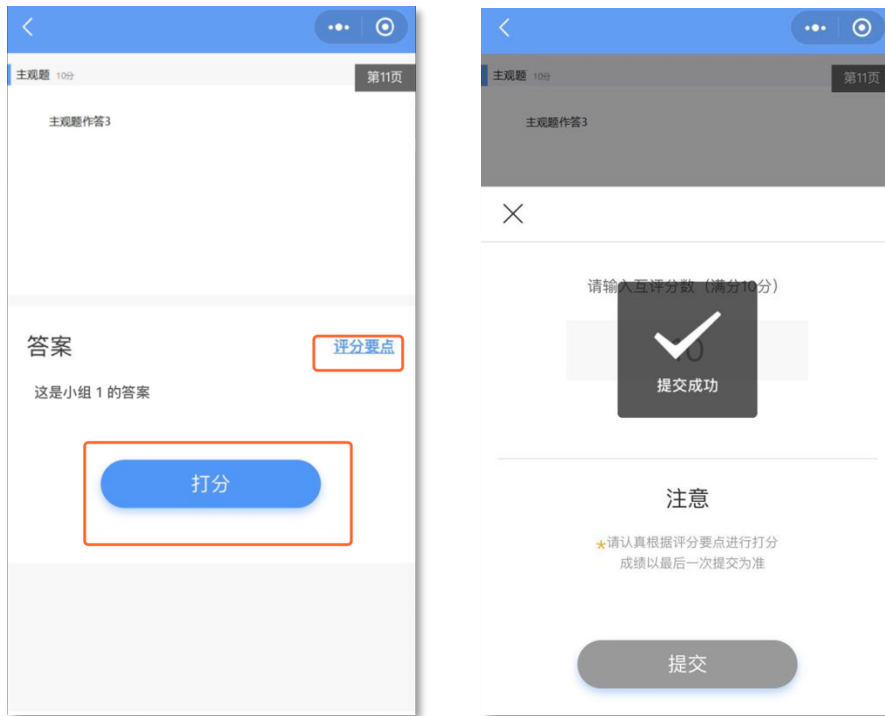 主观题 10分
第11页
主观题作答3
答案
评分要点
这是小组 1 的答案
打分
主观题 10分
第11页
主观题作答3
请输入互评分数（满分10分）
10
提交成功
注意
★请认真根据评分要点进行打分
成绩以最后一次提交为准
提交